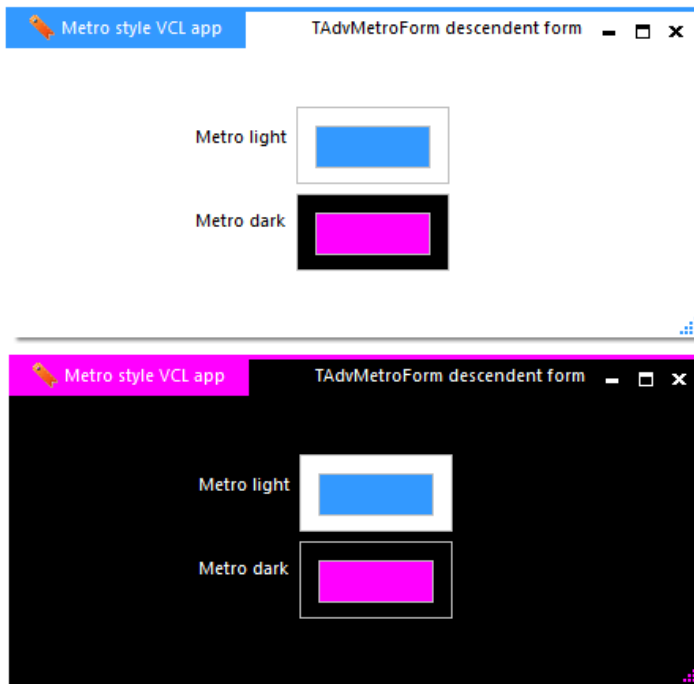 Metro style VCL app TAdvMetroForm descendent form
Metro light
Metro dark
Metro style VCL app TAdvMetroForm descendent form
Metro light
Metro dark